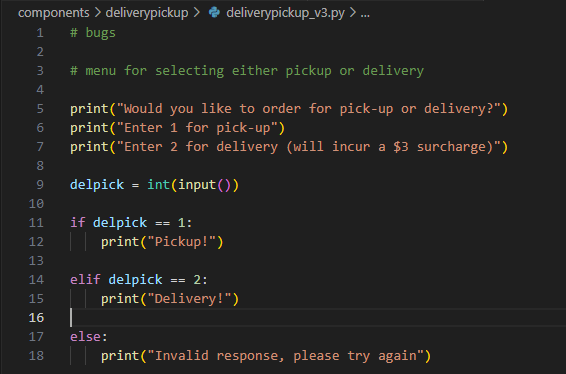 components > deliverypickup > deliverypickup_v3.py > ...
1 # bugs
2
3 # menu for selecting either pickup or delivery
4
5 print("Would you like to order for pick-up or delivery?")
6 print("Enter 1 for pick-up")
7 print("Enter 2 for delivery (will incur a $3 surcharge)")
8
9 delpick = int(input())
10
11 if delpick == 1:
12     print("Pickup!")
13
14 elif delpick == 2:
15     print("Delivery!")
16
17 else:
18     print("Invalid response, please try again")